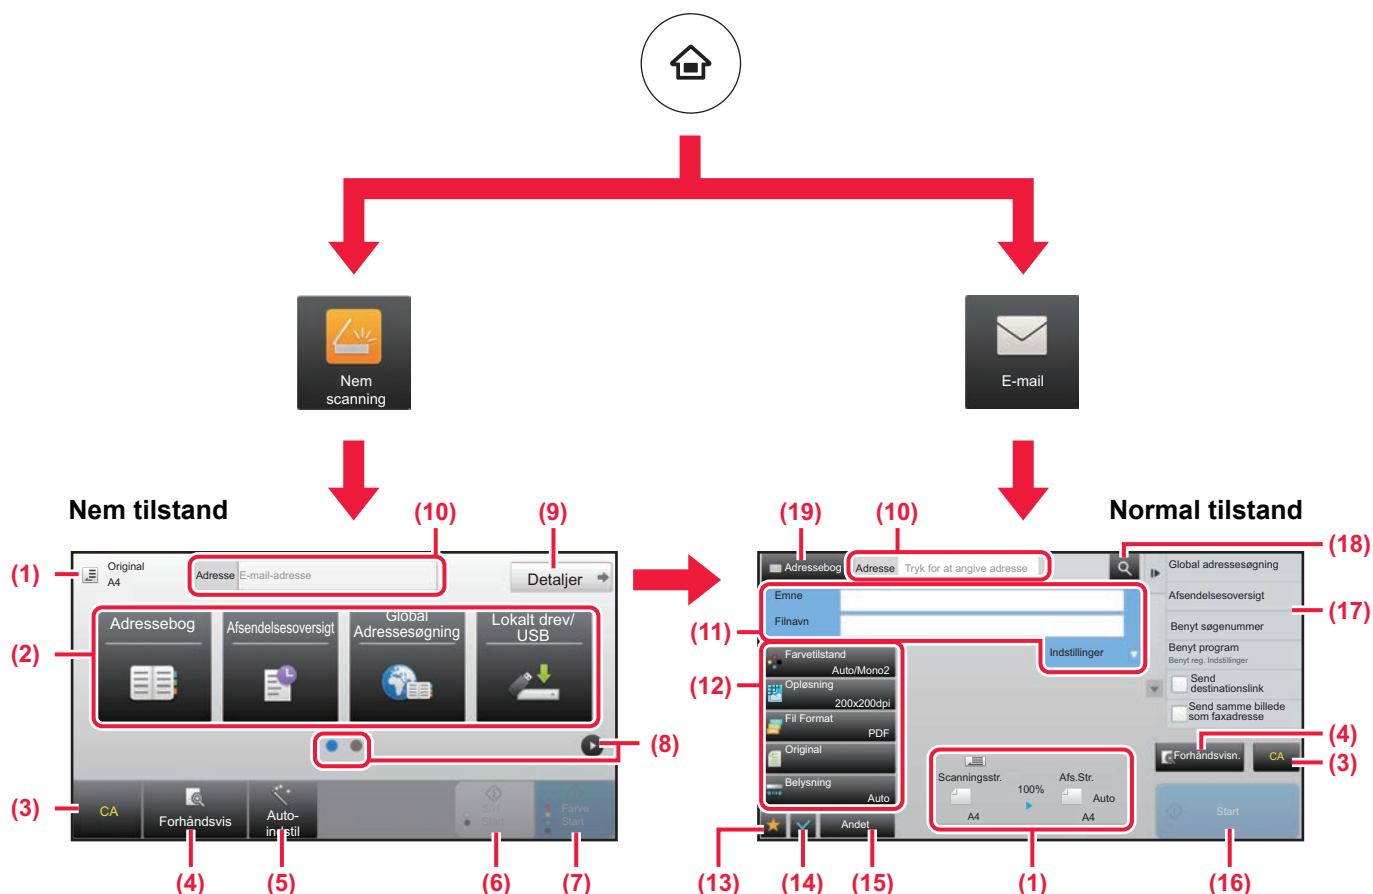 Nem
scanning
E-mail
Nem tilstand
Normal tilstand
(10)
(9)
(19)
(10)
(18)
(1)
Original
A4
Adresse
E-mail-adresse
Detaljer
(2)
Adressebog
Afsendelsesoversigt
Global
Adressesøgning
Lokalt drev/
USB
(8)
(3)
CA
Forhåndsvis
Auto-
indstil
S/H
Start
Farve
Start
(4)
(5)
(6)
(7)
Adressebog
Adresse
Tryk for at angive adresse
Emne
Filnavn
Indstillinger
(11)
(12)
Farvetilstand
Auto/Mono2
Opløsning
200x200dpi
Fil Format
PDF
Original
Belysning
Auto
Andet
Scanningsstr.
100%
Afs.Str.
Auto
A4
A4
Global adressesøgning
Afsendelsesoversigt
Benyt søgenummer
Benyt program
Benyt reg. Indstillinger
Send
destinationslink
Send samme billede
som faxadresse
(17)
Forhåndsvisn.
CA
(4)
(3)
Start
(13)
(14)
(15)
(1)
(16)